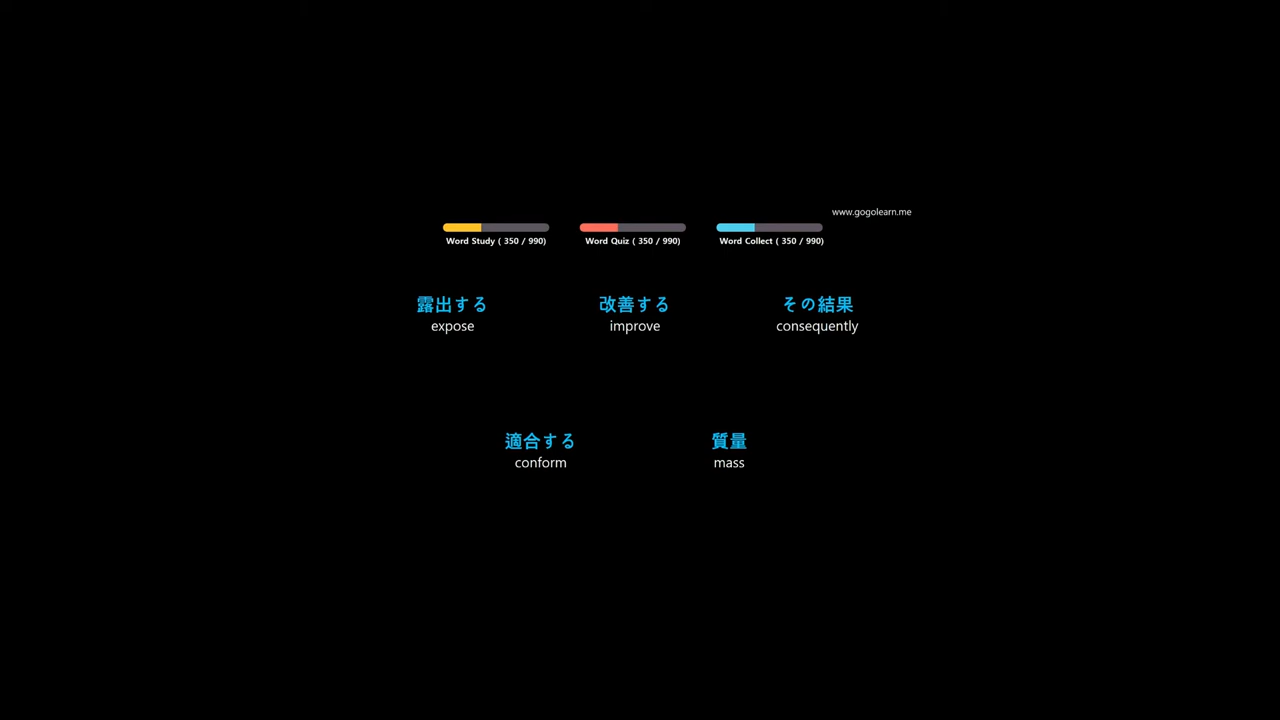 www.gogolearn.me
Word Study ( 350 / 990)
Word Quiz ( 350 / 990)
Word Collect ( 350 / 990)
露出する
expose
改善する
improve
その結果
consequently
適合する
conform
質量
mass